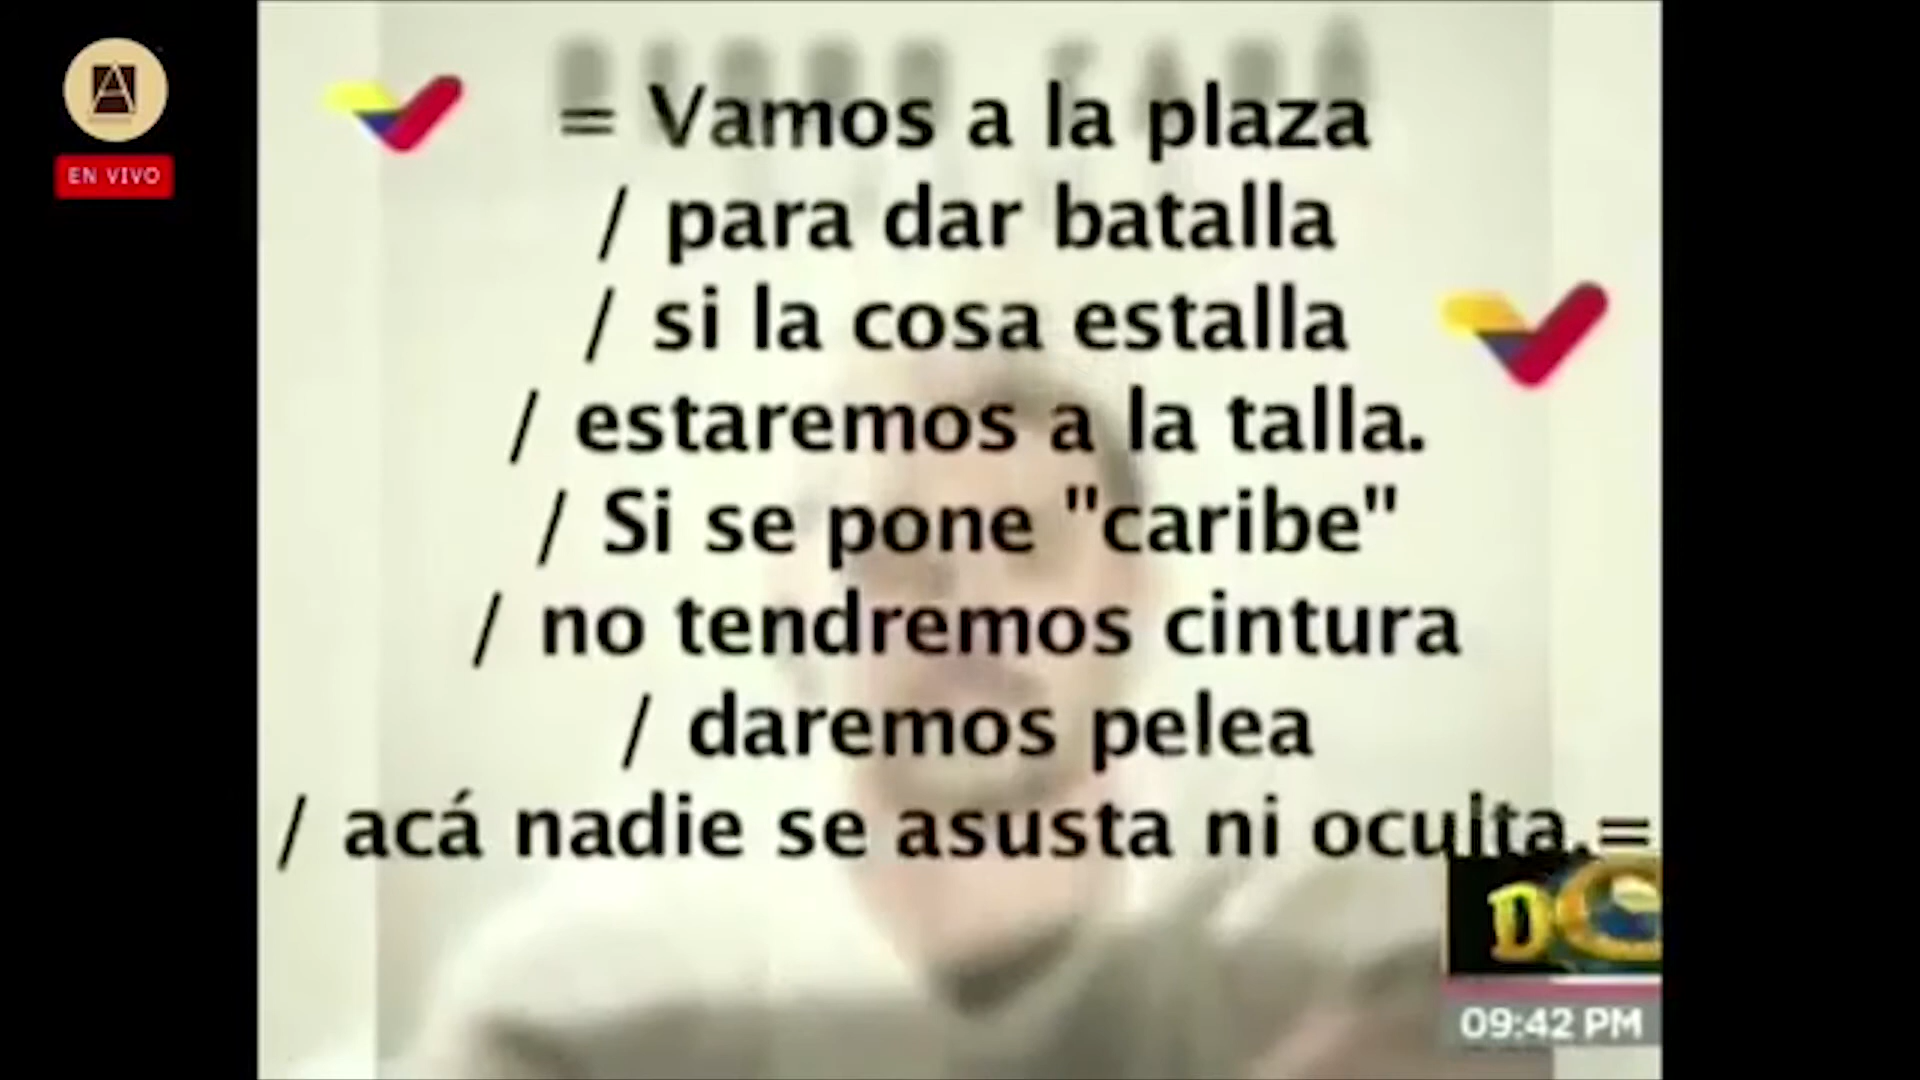 A
EN VIVO
= Vamos a la plaza
/ para dar batalla
/ si la cosa estalla
/ estaremos a la talla.
/ Si se pone "caribe"
/ no tendremos cintura
/ daremos pelea
/ acá nadie se asusta ni oculta.=
09:42 PM